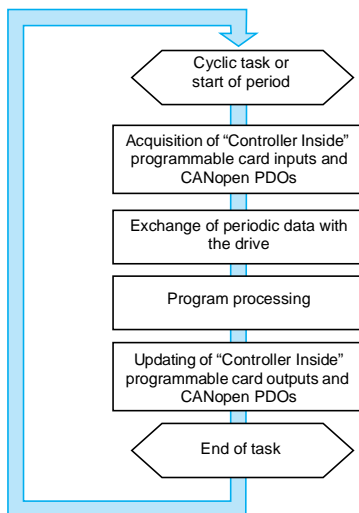 Cyclic task or
start of period
Acquisition of “Controller Inside”
programmable card inputs and
CANopen PDOs
Exchange of periodic data with
the drive
Program processing
Updating of “Controller Inside”
programmable card outputs and
CANopen PDOs
End of task